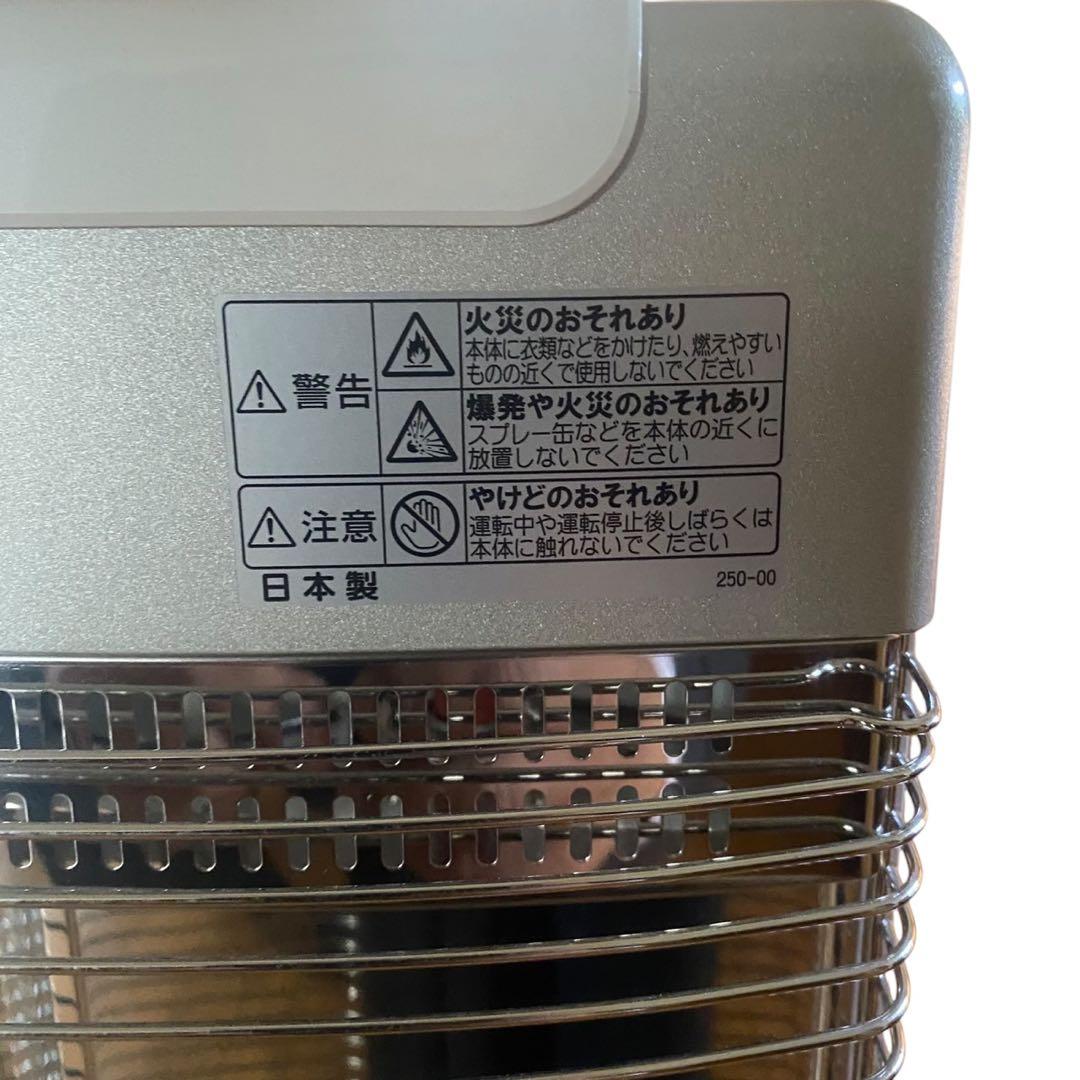 警告
火災のおそれあり
本体に衣類などをかけたり、燃えやすい
ものの近くで使用しないでください
爆発や火災のおそれあり
スプレー缶などを本体の近くに
放置しないでください
注意
やけどのおそれあり
運転中や運転停止後しばらくは
本体に触れないでください
日本製
250-00